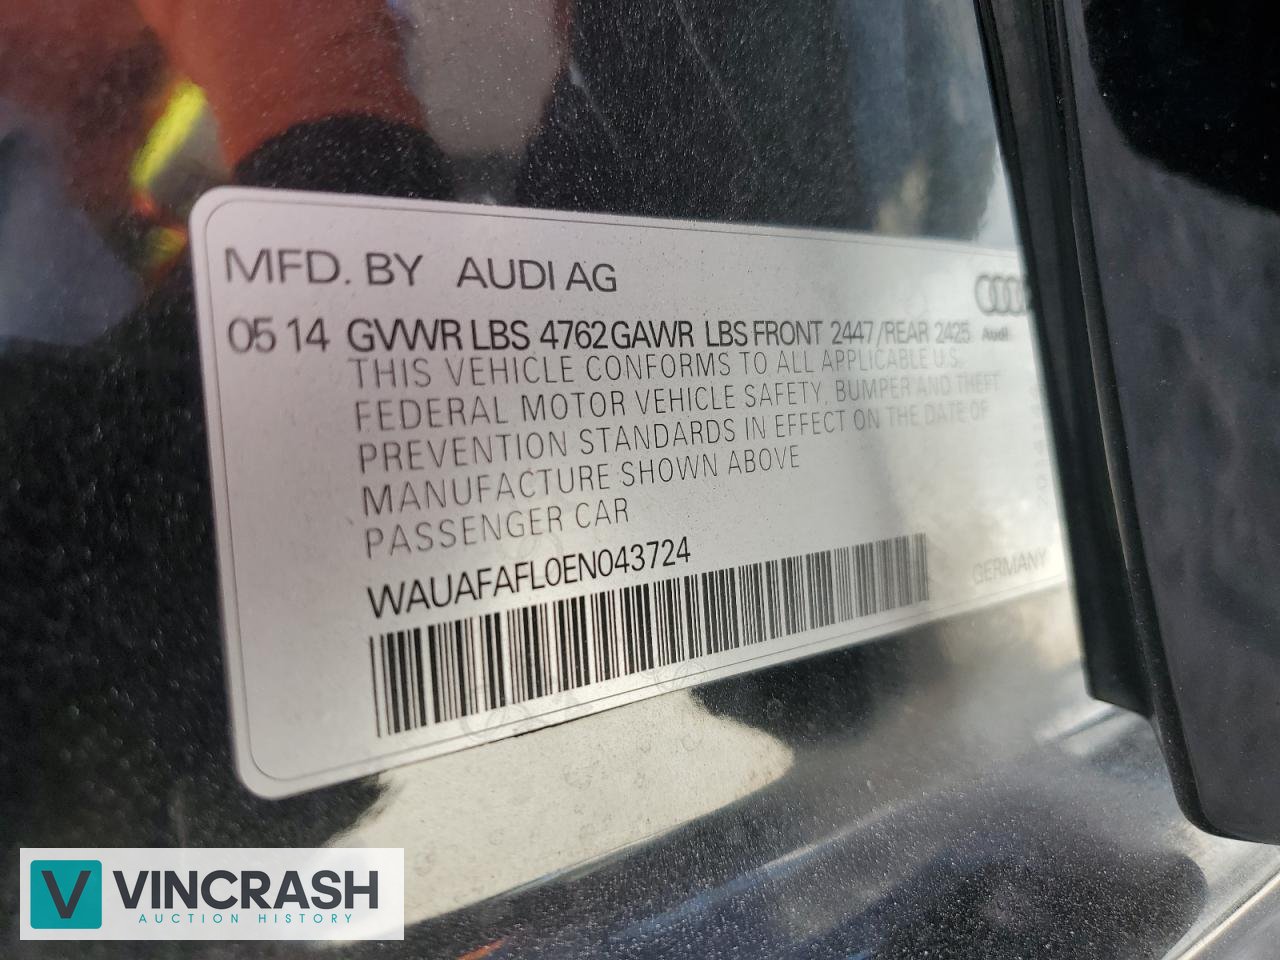 MFD. BY AUDI AG
Audi
05 14 GVWR LBS 4762 GAWR LBS FRONT 2447/REAR 2425
THIS VEHICLE CONFORMS TO ALL APPLICABLE U.S.
FEDERAL MOTOR VEHICLE SAFETY, BUMPER AND THEFT
PREVENTION STANDARDS IN EFFECT ON THE DATE OF
MANUFACTURE SHOWN ABOVE
PASSENGER CAR
WAUAFAFL0EN043724
GERMANY
VINCRASH
AUCTION HISTORY